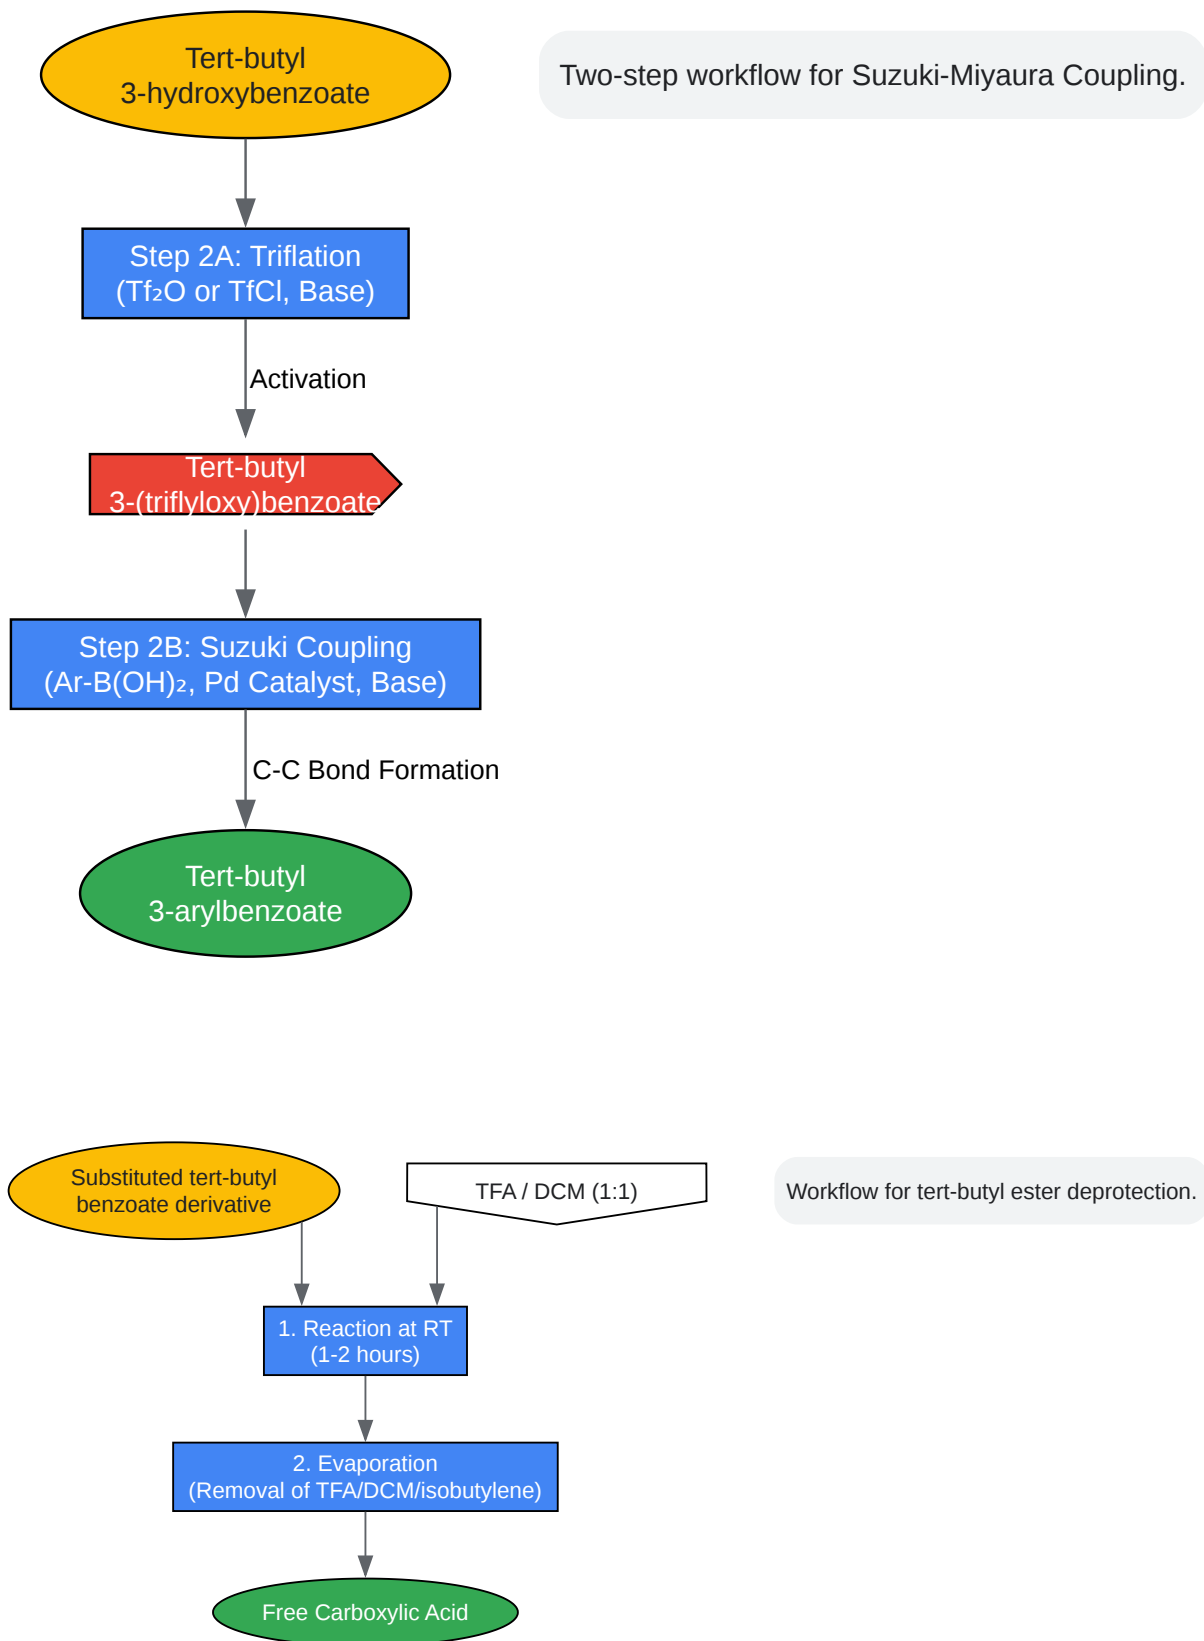 Tert-butyl
3-hydroxybenzoate
Two-step workflow for Suzuki-Miyaura Coupling.
Step 2A: Triflation
(Tf₂O or TfCl, Base)
Activation
Tert-butyl
3-(triflyloxy)benzoate
Step 2B: Suzuki Coupling
(Ar-B(OH)₂, Pd Catalyst, Base)
C-C Bond Formation
Tert-butyl
3-arylbenzoate
Substituted tert-butyl
benzoate derivative
TFA / DCM (1:1)
Workflow for tert-butyl ester deprotection.
1. Reaction at RT
(1-2 hours)
2. Evaporation
(Removal of TFA/DCM/isobutylene)
Free Carboxylic Acid